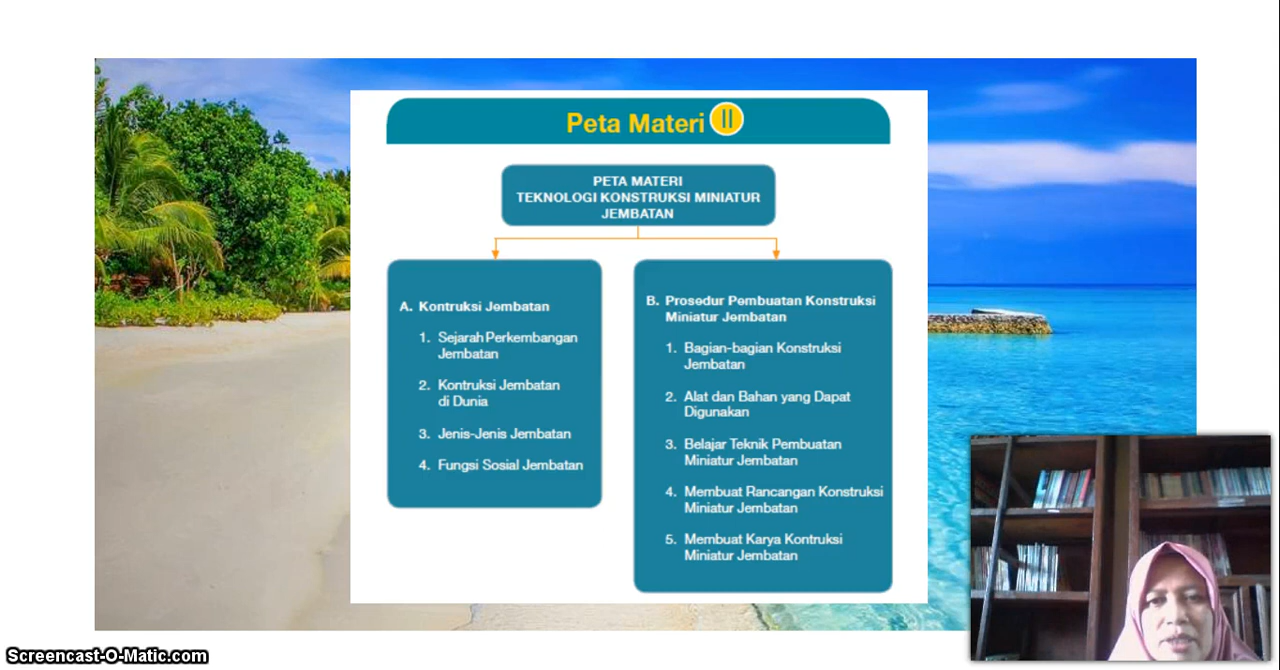 Peta Materi II
PETA MATERI
TEKNOLOGI KONSTRUKSI MINIATUR
JEMBATAN
A. Kontruksi Jembatan
1. Sejarah Perkembangan
Jembatan
2. Kontruksi Jembatan
di Dunia
3. Jenis-Jenis Jembatan
4. Fungsi Sosial Jembatan
B. Prosedur Pembuatan Konstruksi
Miniatur Jembatan
1. Bagian-bagian Konstruksi
Jembatan
2. Alat dan Bahan yang Dapat
Digunakan
3. Belajar Teknik Pembuatan
Miniatur Jembatan
4. Membuat Rancangan Konstruksi
Miniatur Jembatan
5. Membuat Karya Kontruksi
Miniatur Jembatan
Screencast-O-Matic.com